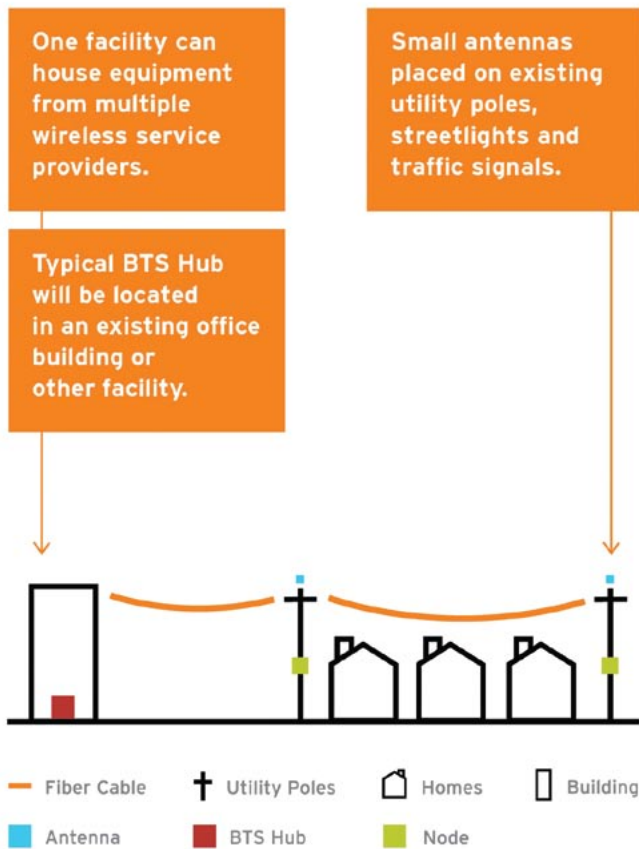 One facility can
house equipment
from multiple
wireless service
providers.
Small antennas
placed on existing
utility poles,
streetlights and
traffic signals.
Typical BTS Hub
will be located
in an existing office
building or
other facility.
Fiber Cable
Utility Poles
Homes
Building
Antenna
BTS Hub
Node